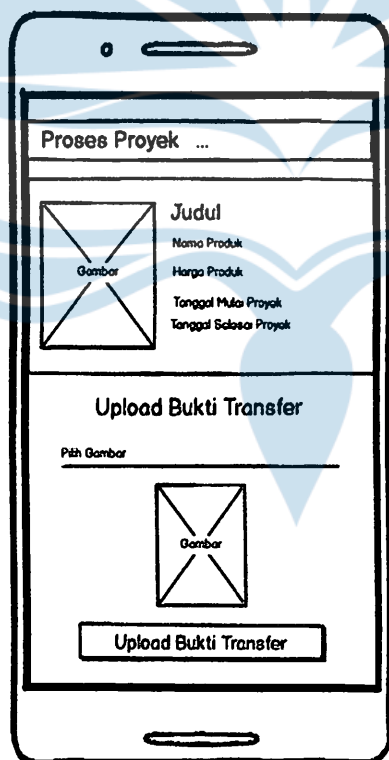 Proses Proyek ...
Judul
Nama Produk
Gambar
Harga Produk
Tanggal Mulai Proyek
Tanggal Selesai Proyek
Upload Bukti Transfer
Pilih Gambar
Gambar
Upload Bukti Transfer